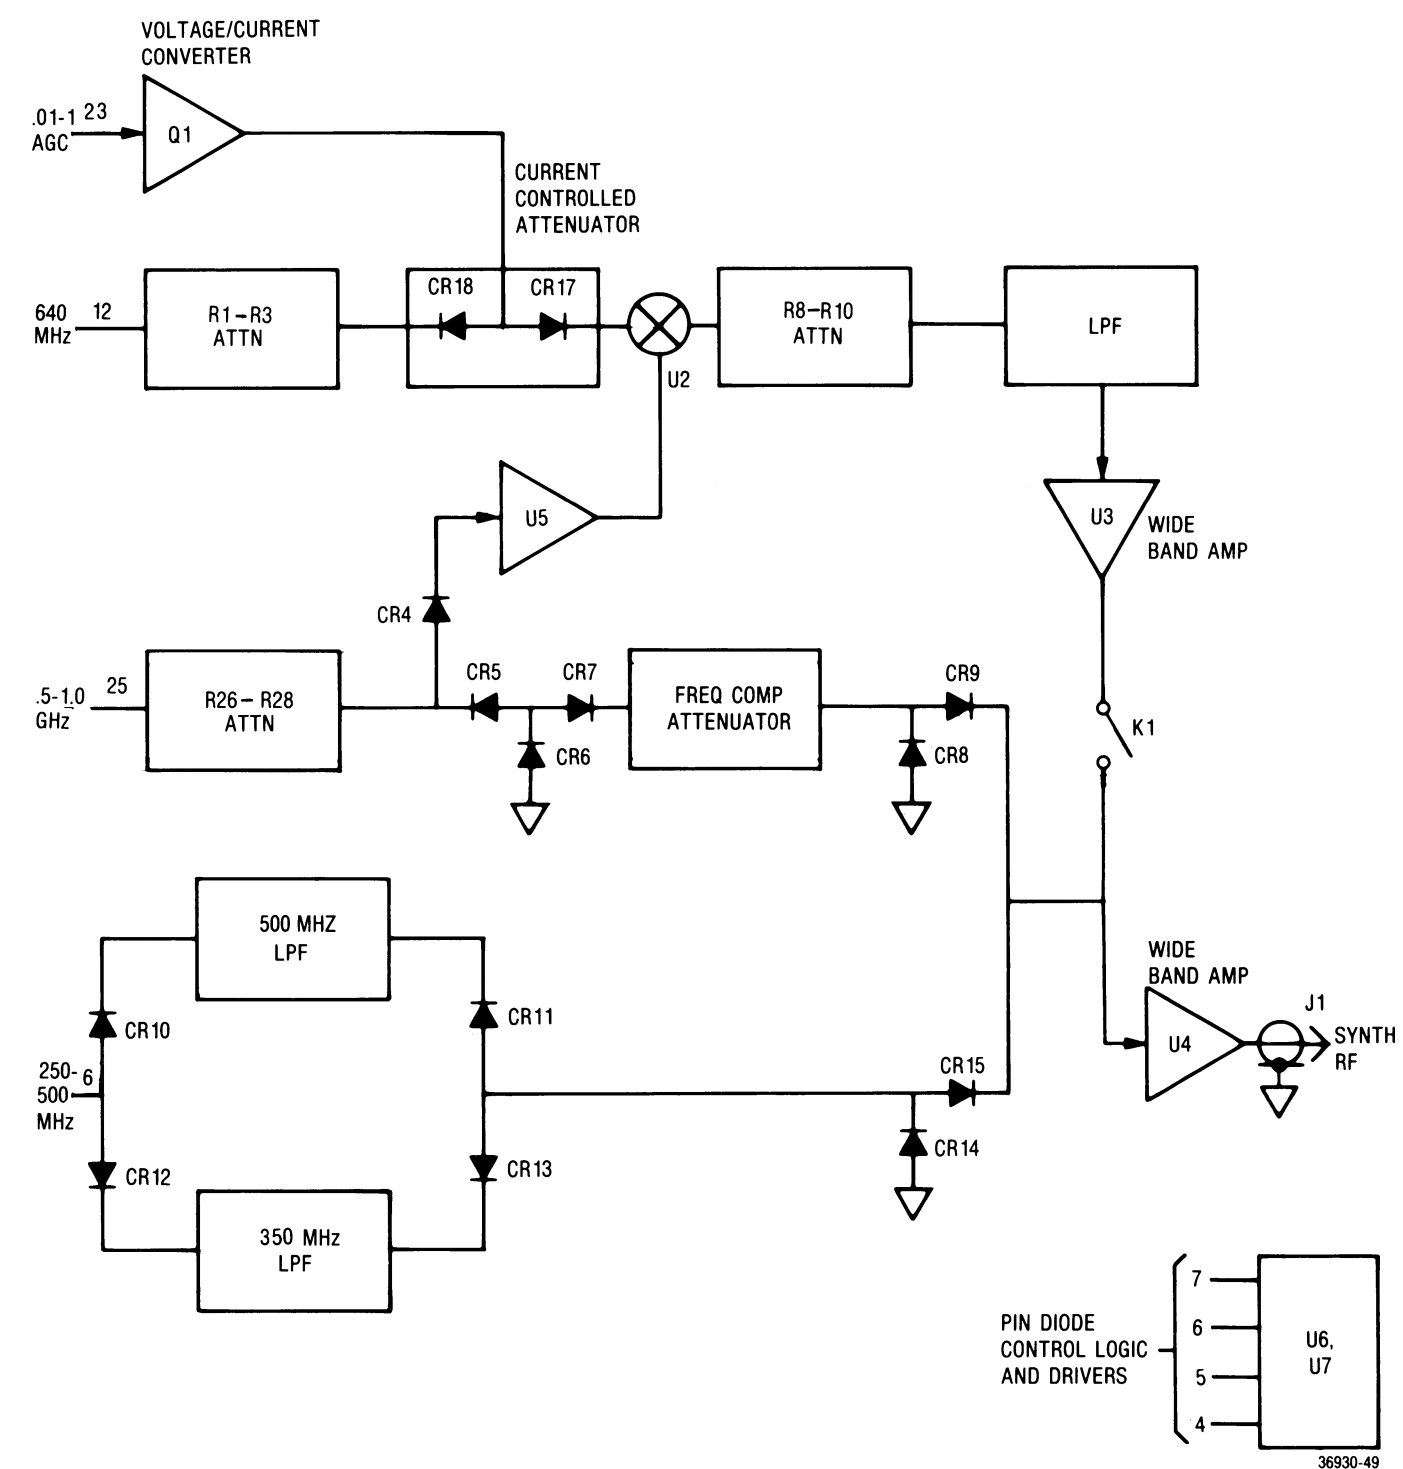 VOLTAGE/CURRENT
CONVERTER
.01-1 23
AGC
Q1
CURRENT
CONTROLLED
ATTENUATOR
640 12
MHz
R1-R3
ATTN
CR18
CR17
U2
R8-R10
ATTN
LPF
U5
U3
WIDE
BAND AMP
CR4
.5-1.0 25
GHz
R26-R28
ATTN
CR5
CR7
CR6
FREQ COMP
ATTENUATOR
CR9
CR8
K1
500 MHZ
LPF
CR10
CR11
250- 6
500
MHz
CR12
CR13
350 MHz
LPF
CR15
CR14
WIDE
BAND AMP
U4
J1
SYNTH
RF
PIN DIODE
CONTROL LOGIC
AND DRIVERS
7
6
5
4
U6,
U7
36930-49